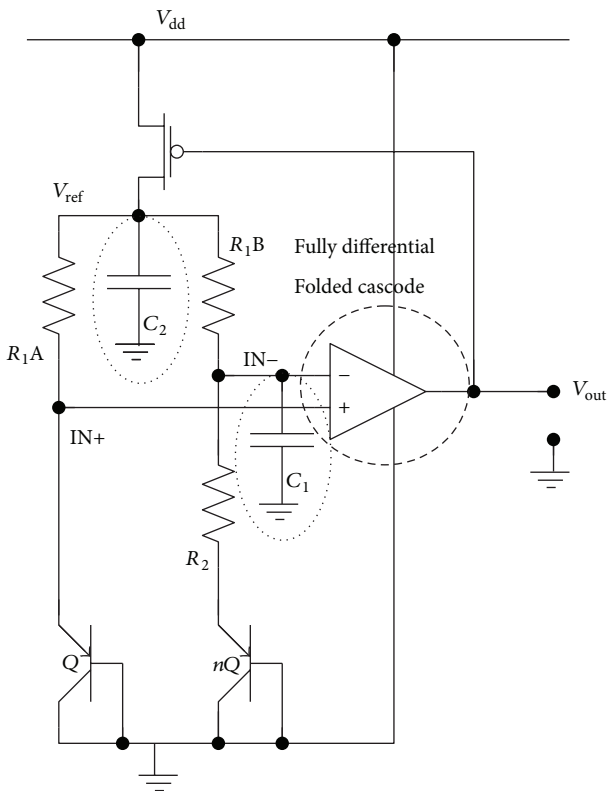 Vdd
Vref
R1B
Fully differential
Folded cascode
C2
R1A
IN−
−
Vout
+
IN+
C1
R2
Q
nQ